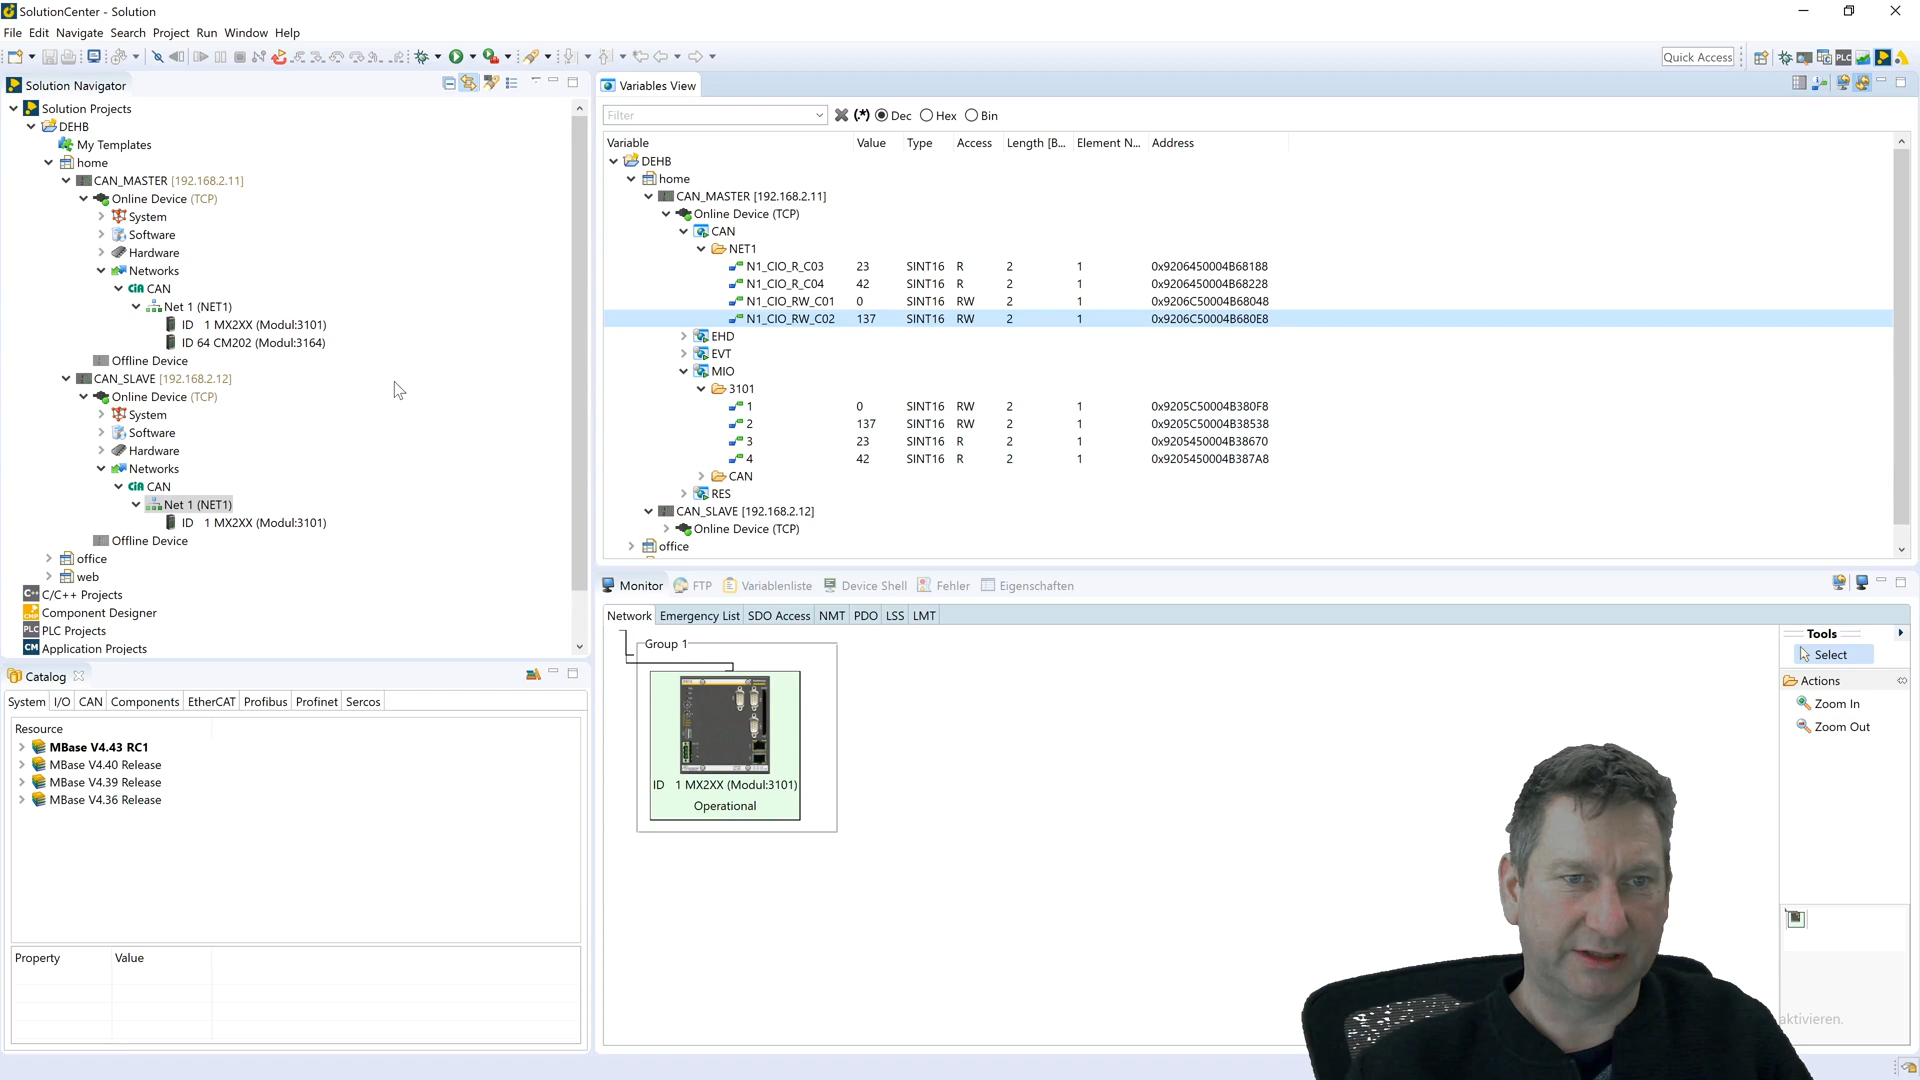 SolutionCenter - Solution
File Edit Navigate Search Project Run Window Help
Quick Access
PLC
Solution Navigator
Solution Projects
DEHB
My Templates
home
CAN_MASTER [192.168.2.11]
Online Device (TCP)
System
Software
Hardware
Networks
CiA CAN
Net 1 (NET1)
ID 1 MX2XX (Modul:3101)
ID 64 CM202 (Modul:3164)
Offline Device
CAN_SLAVE [192.168.2.12]
Online Device (TCP)
System
Software
Hardware
Networks
CiA CAN
Net 1 (NET1)
ID 1 MX2XX (Modul:3101)
Offline Device
office
web
C++ C/C++ Projects
CMP Component Designer
PLC PLC Projects
CM Application Projects
Catalog
System I/O CAN Components EtherCAT Profibus Profinet Sercos
Resource
MBase V4.43 RC1
MBase V4.40 Release
MBase V4.39 Release
MBase V4.36 Release
Property Value
Variables View
Filter (.*) Dec Hex Bin
Variable Value Type Access Length [B... Element N... Address
DEHB
home
CAN_MASTER [192.168.2.11]
Online Device (TCP)
CAN
NET1
N1_CIO_R_C03 23 SINT16 R 2 1 0x9206450004B68188
N1_CIO_R_C04 42 SINT16 R 2 1 0x9206450004B68228
N1_CIO_RW_C01 0 SINT16 RW 2 1 0x9206C50004B68048
N1_CIO_RW_C02 137 SINT16 RW 2 1 0x9206C50004B680E8
EHD
EVT
MIO
3101
1 0 SINT16 RW 2 1 0x9205C50004B380F8
2 137 SINT16 RW 2 1 0x9205C50004B38538
3 23 SINT16 R 2 1 0x9205450004B38670
4 42 SINT16 R 2 1 0x9205450004B387A8
CAN
RES
CAN_SLAVE [192.168.2.12]
Online Device (TCP)
office
Monitor FTP Variablenliste Device Shell Fehler Eigenschaften
Network Emergency List SDO Access NMT PDO LSS LMT
Group 1
ID 1 MX2XX (Modul:3101)
Operational
Tools
Select
Actions
Zoom In
Zoom Out
aktivieren.